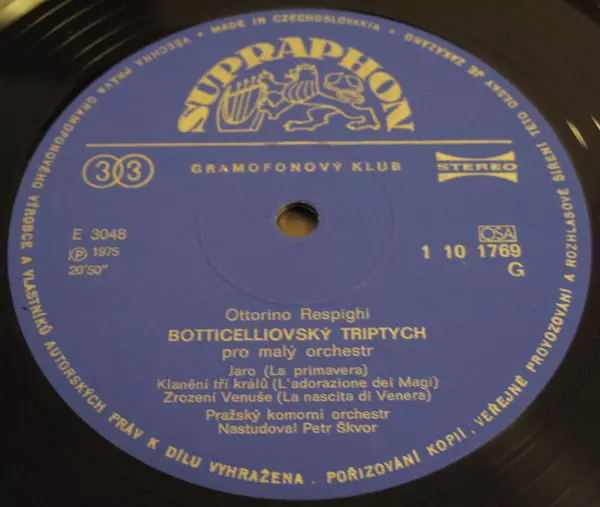 MADE IN CZECHOSLOVAKIA
VŠECHNA PRÁVA GRAMOFONOVÉHO VÝROBCE A VLASTNÍKŮ AUTORSKÝCH PRÁV K DÍLU VYHRAŽENA. POŘIZOVÁNÍ KOPIÍ, VEŘEJNÉ PROVOZOVÁNÍ A ROZHLASOVÉ ŠÍŘENÍ TÉTO DESKY JE ZAKÁZÁNO
SUPRAPHON
33
GRAMOFONOVÝ KLUB
STEREO
E 3048
℗ 1975
20'50"
OSA
1 10 1769
G
Ottorino Respighi
BOTTICELLIOVSKÝ TRIPTYCH
pro malý orchestr
Jaro (La primavera)
Klanění tří králů (L'adorazione dei Magi)
Zrození Venuše (La nascita di Venera)
Pražský komorní orchestr
Nastudoval Petr Škvor